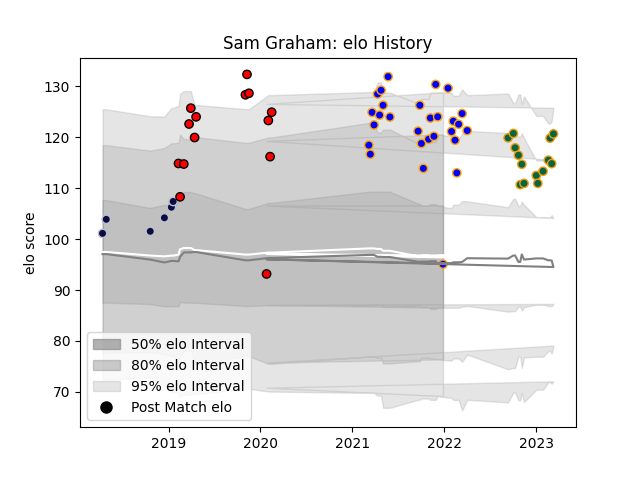 Sam Graham: elo History
130
120
110
100
90
80
70
elo score
50% elo Interval
80% elo Interval
95% elo Interval
Post Match elo
2019 2020 2021 2022 2023